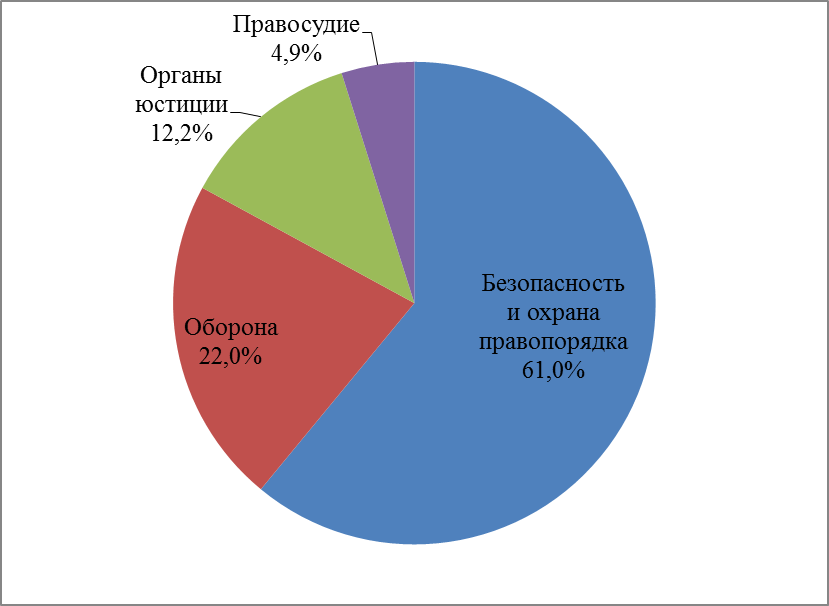 Правосудие
4,9%
Органы
юстиции
12,2%
Безопасность
и охрана
правопорядка
61,0%
Оборона
22,0%